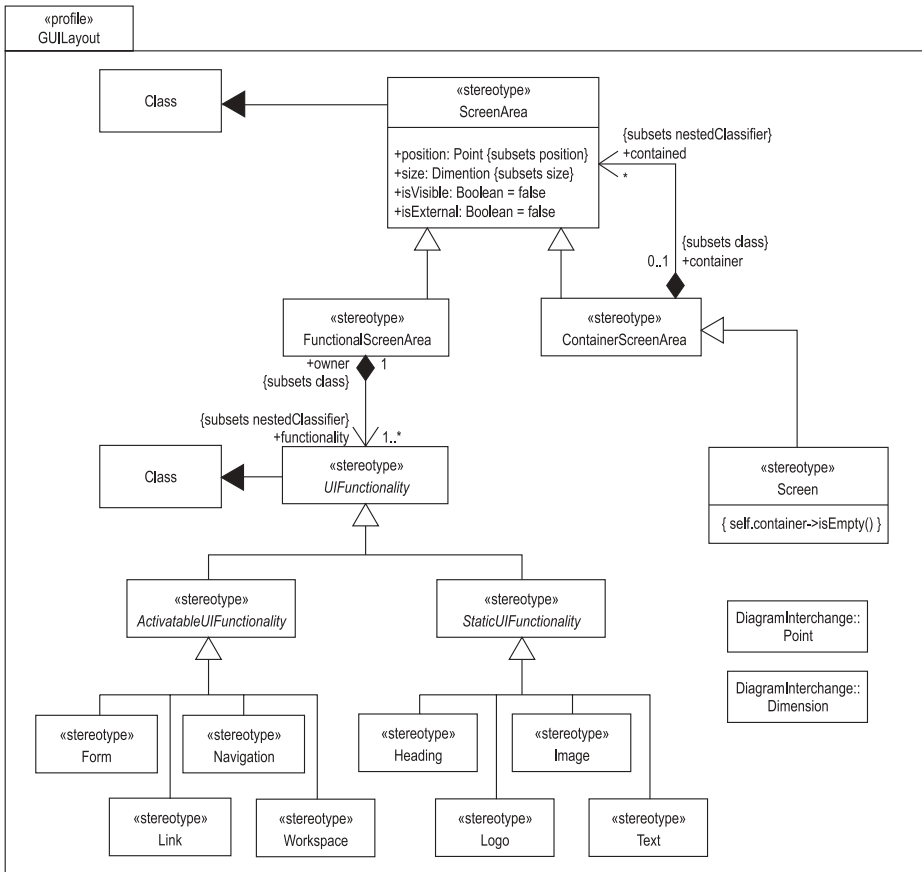 «profile»
GUILayout
Class
«stereotype»
ScreenArea
+position: Point {subsets position}
+size: Dimention {subsets size}
+isVisible: Boolean = false
+isExternal: Boolean = false
{subsets nestedClassifier}
+contained
*
{subsets class}
0..1 +container
«stereotype»
FunctionalScreenArea
«stereotype»
ContainerScreenArea
+owner 1
{subsets class}
{subsets nestedClassifier}
+functionality 1..*
Class
«stereotype»
UIFunctionality
«stereotype»
Screen
{ self.container->isEmpty() }
«stereotype»
ActivatableUIFunctionality
«stereotype»
StaticUIFunctionality
DiagramInterchange::
Point
DiagramInterchange::
Dimension
«stereotype»
Form
«stereotype»
Navigation
«stereotype»
Heading
«stereotype»
Image
«stereotype»
Link
«stereotype»
Workspace
«stereotype»
Logo
«stereotype»
Text